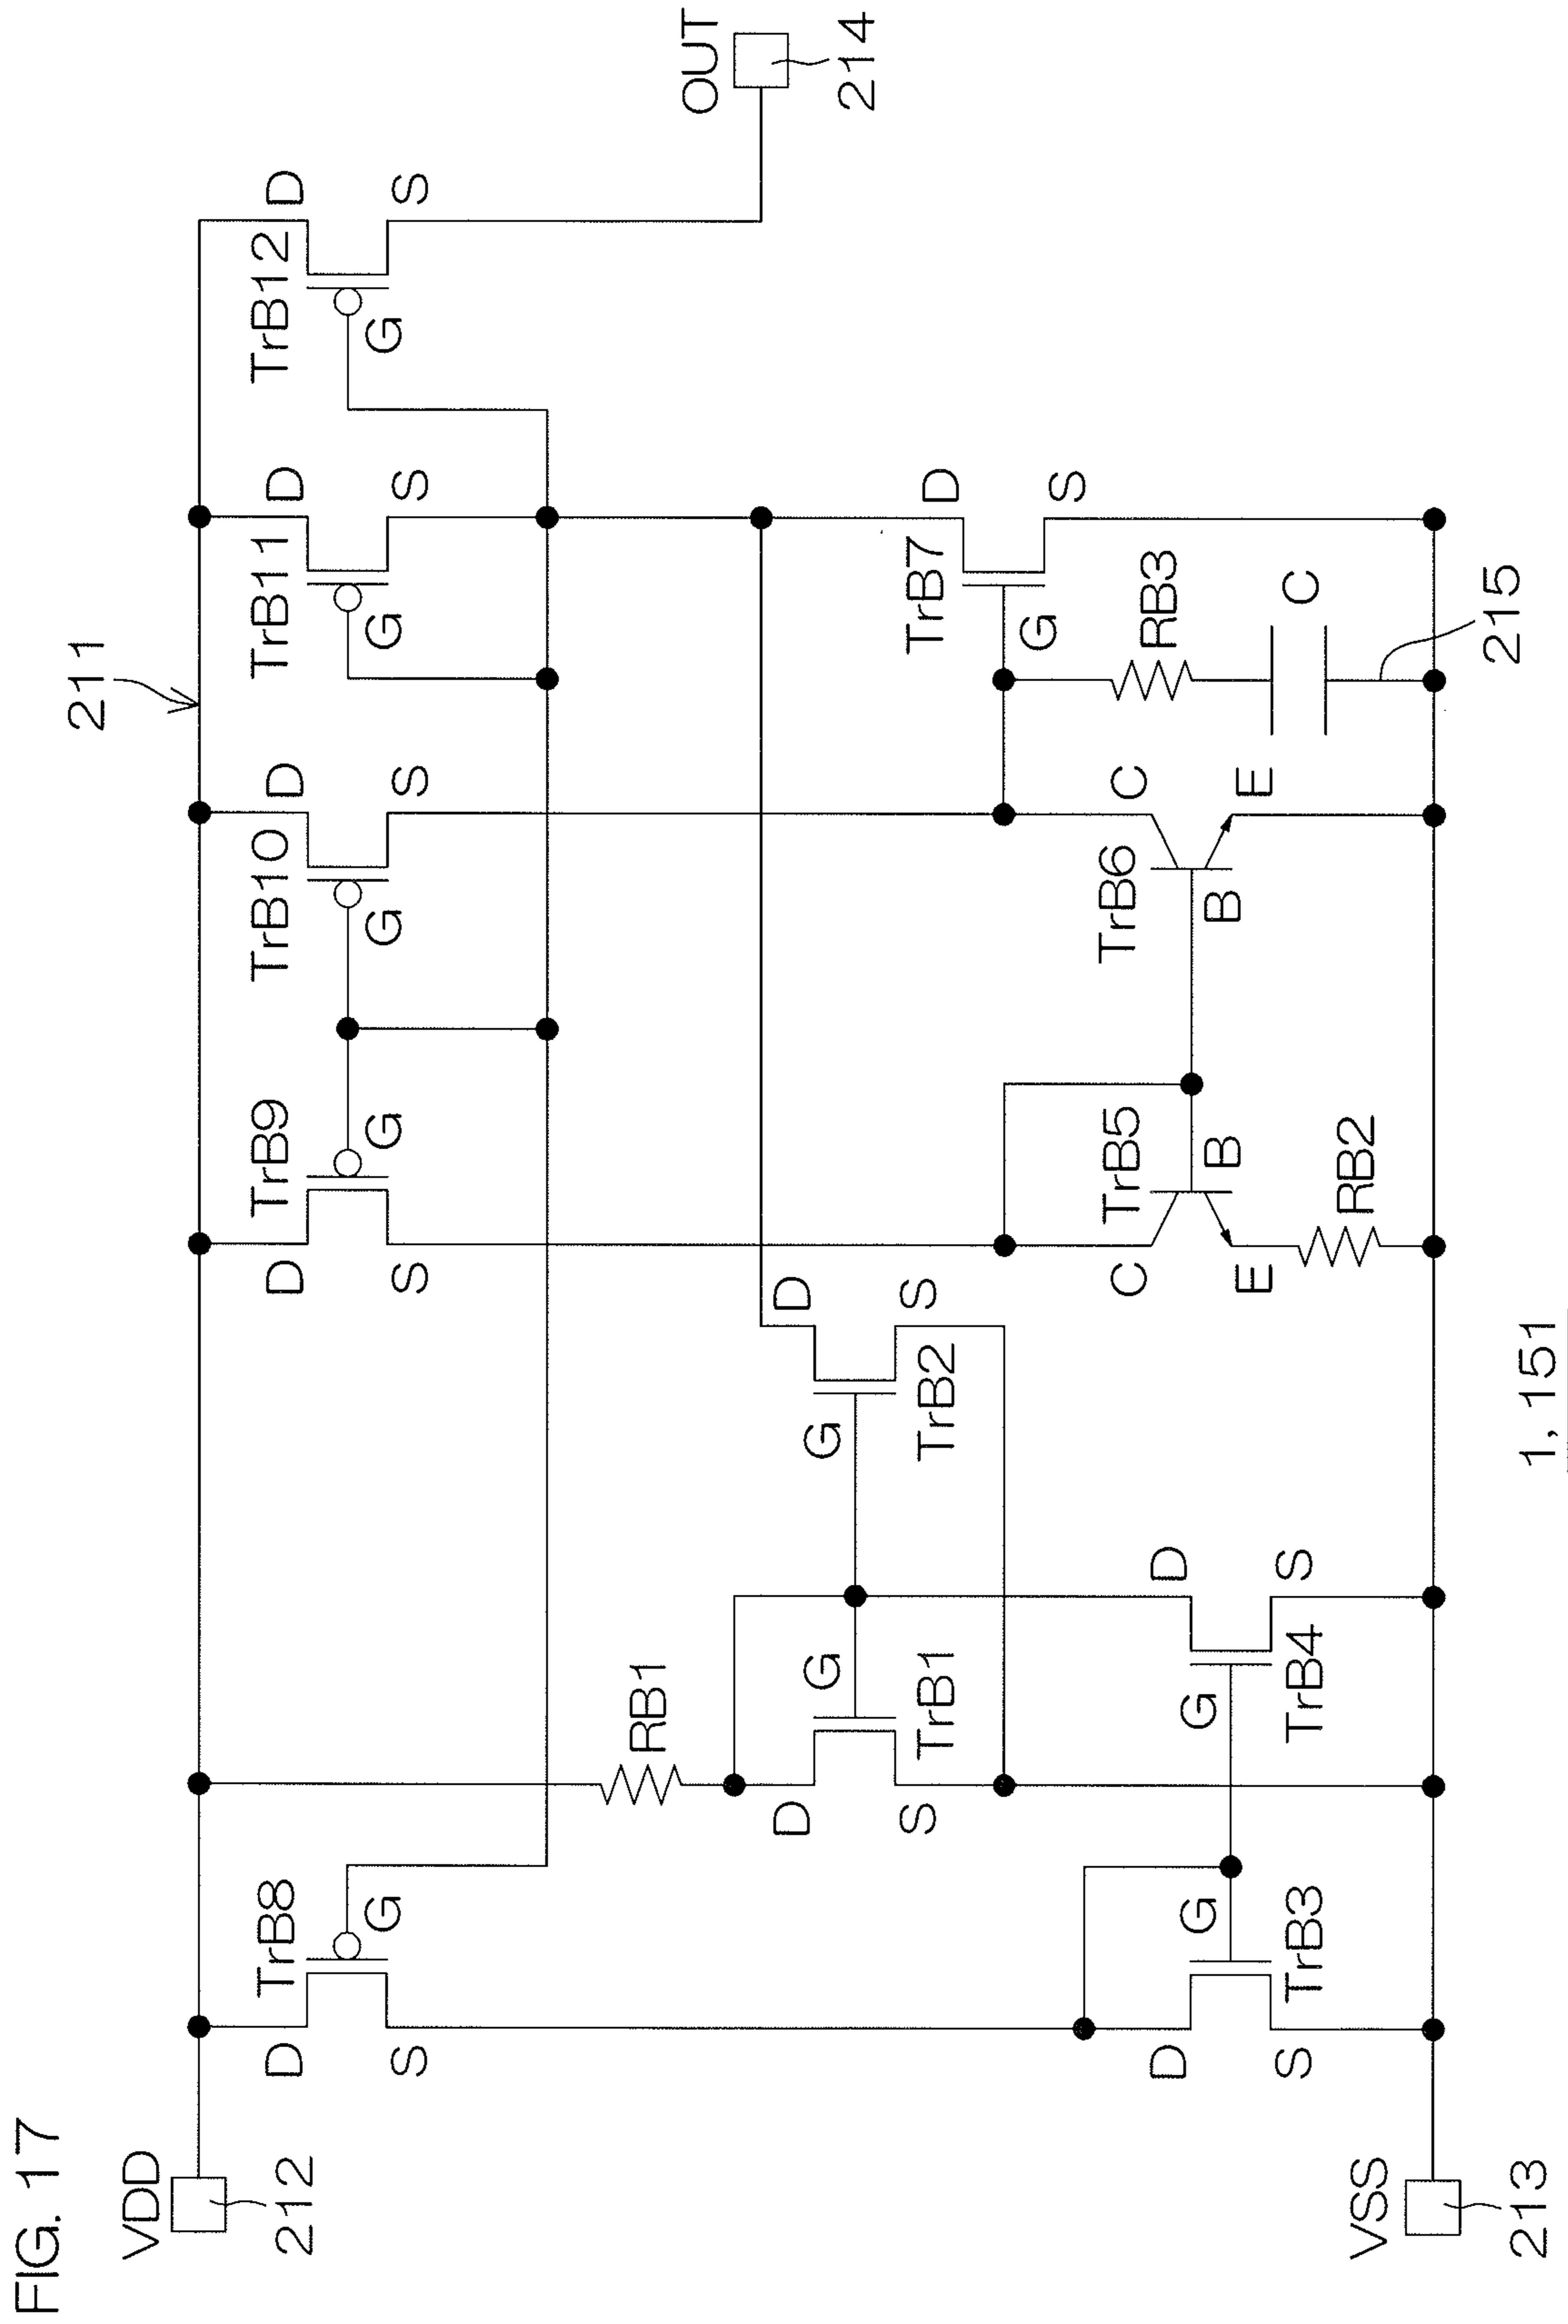 FIG. 17
211
VDD
212
TrB8
D
G
S
TrB9
D
G
S
TrB10
D
G
S
TrB11
D
G
S
TrB12
D
G
S
OUT
214
RB1
D
G
S
TrB1
D
G
S
TrB2
TrB7
D
G
S
D
G
S
TrB3
D
G
S
TrB4
TrB5
C
B
E
RB2
TrB6
C
B
E
RB3
C
215
VSS
213
1, 151